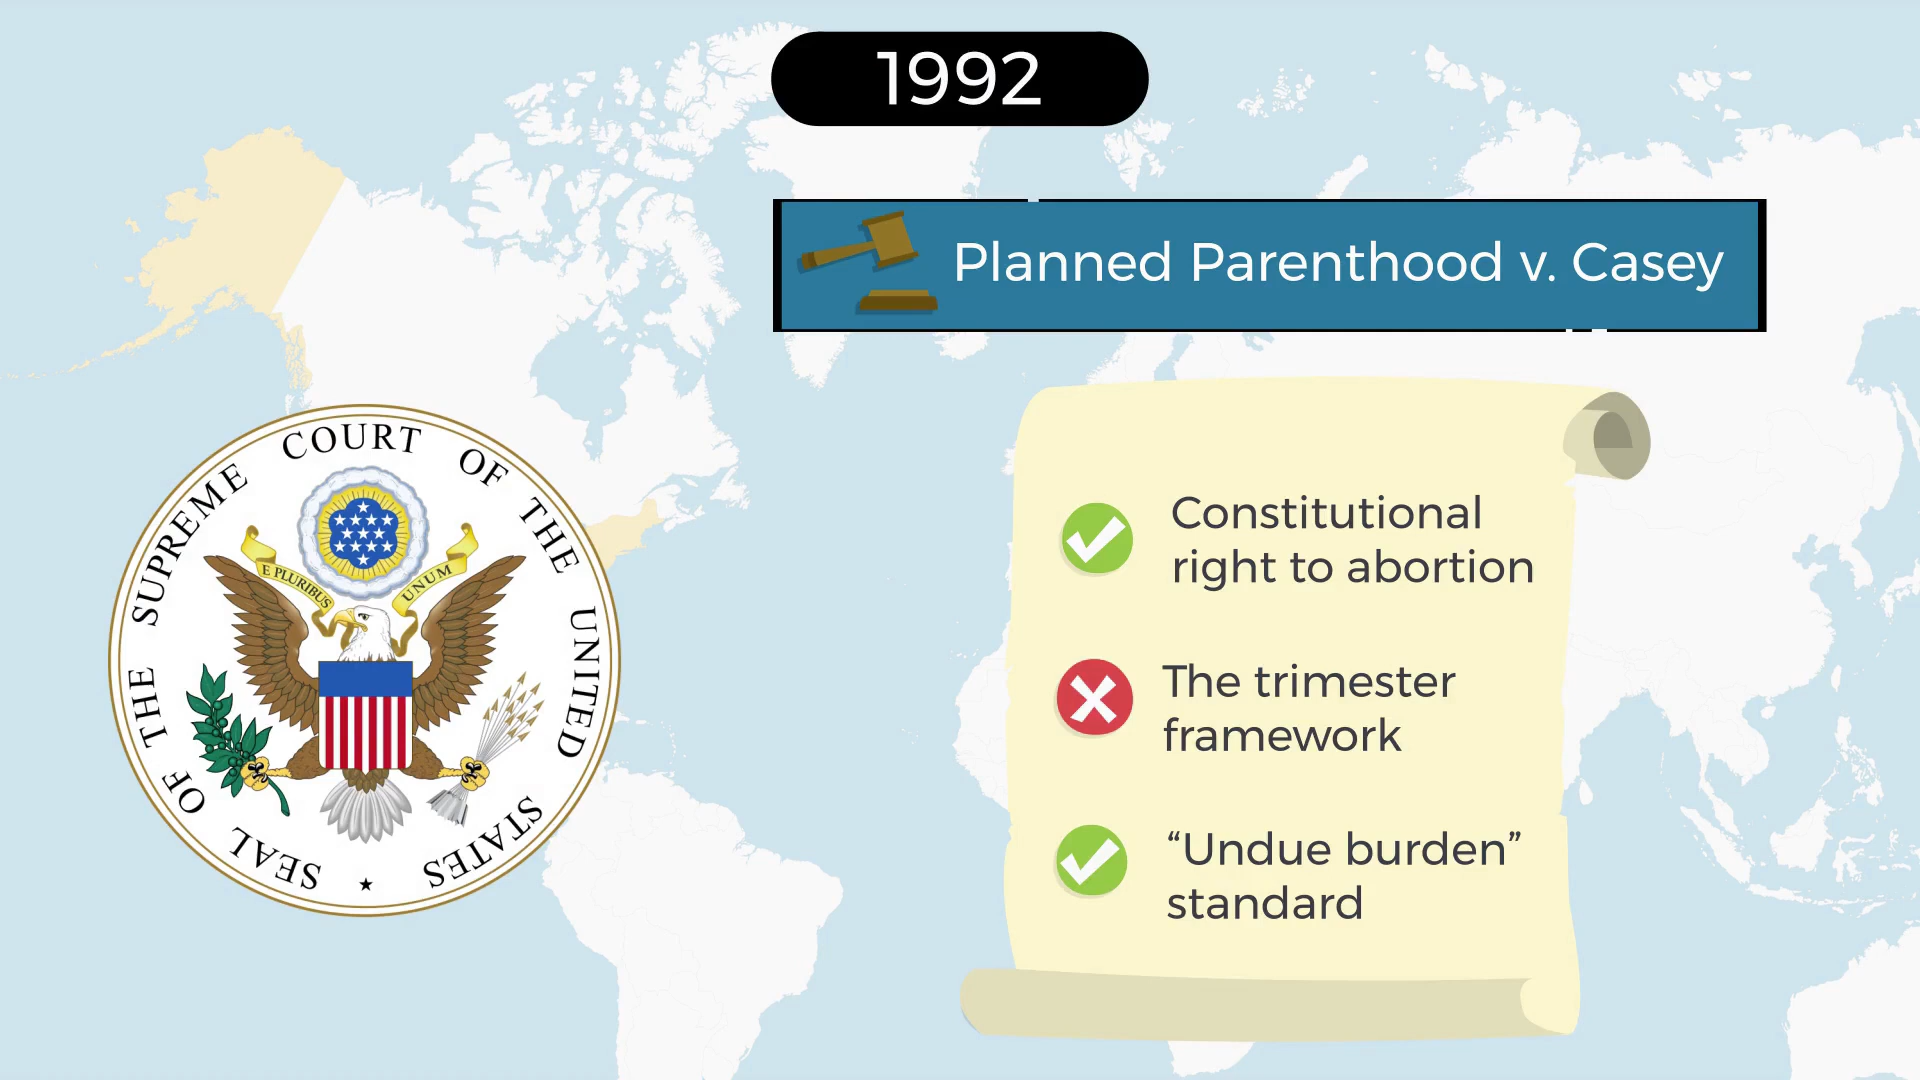 1992
Planned Parenthood v. Casey
SEAL OF THE SUPREME COURT OF THE UNITED STATES
E PLURIBUS UNUM
Constitutional
right to abortion
The trimester
framework
“Undue burden”
standard